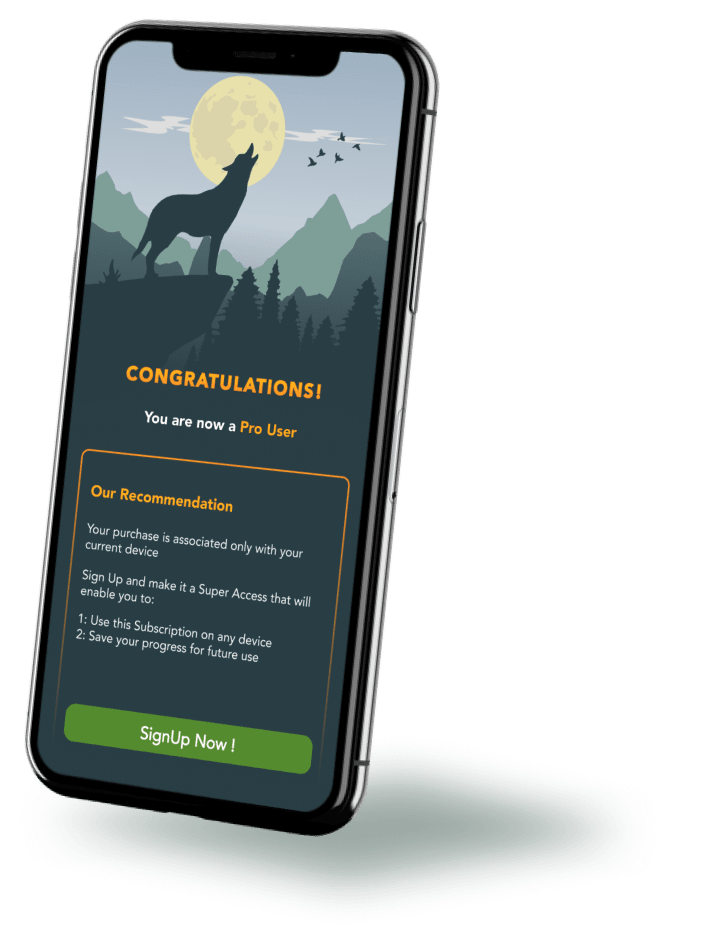 CONGRATULATIONS!
You are now a Pro User
Our Recommendation
Your purchase is associated only with your
current device
Sign Up and make it a Super Access that will
enable you to:
1: Use this Subscription on any device
2: Save your progress for future use
SignUp Now !